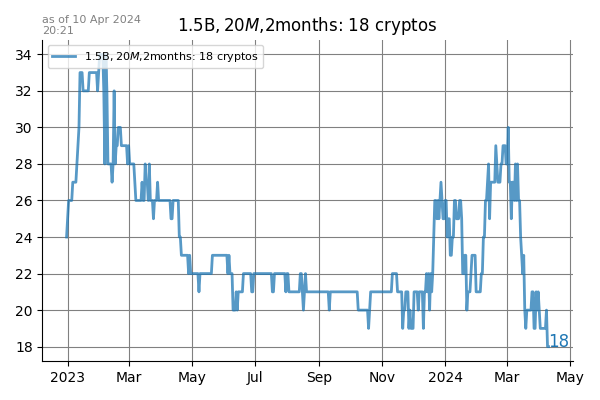 as of 10 Apr 2024
20:21
1.5B, 20M,2months: 18 cryptos
1.5B, 20M,2months: 18 cryptos
34
32
30
28
26
24
22
20
18
18
2023 Mar May Jul Sep Nov 2024 Mar May